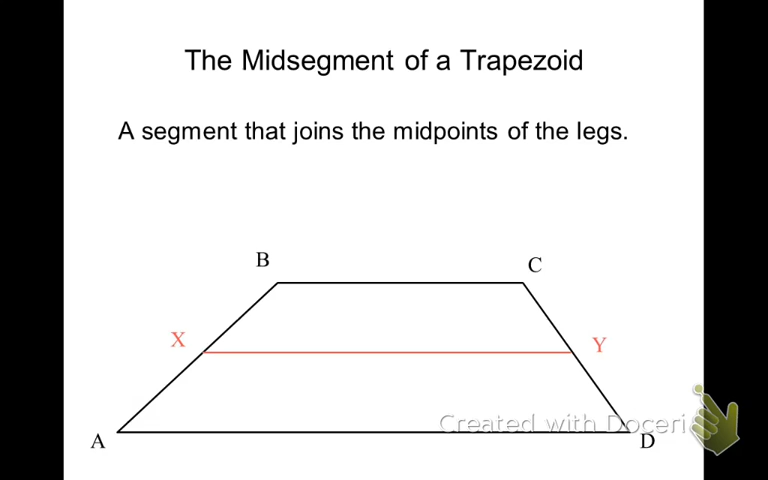 The Midsegment of a Trapezoid
A segment that joins the midpoints of the legs.
B
C
X
Y
Created with Doceri
A
D